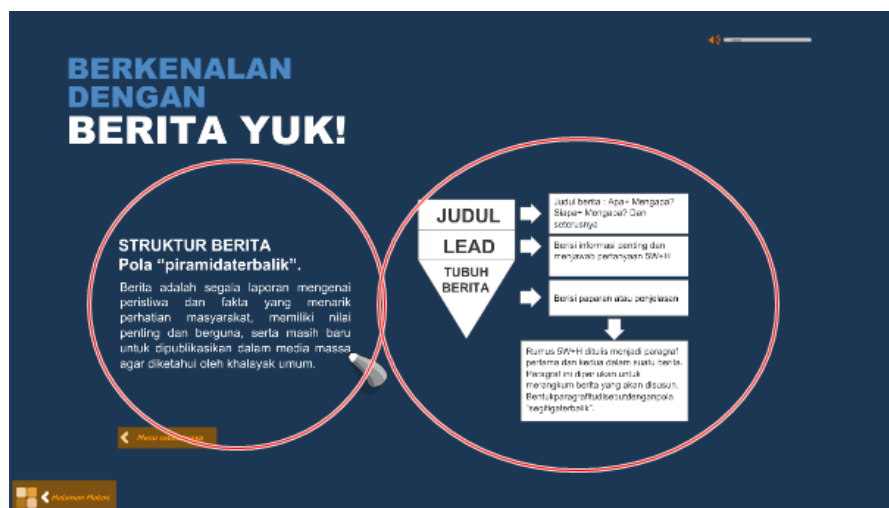 BERKENALAN
DENGAN
BERITA YUK!
STRUKTUR BERITA
Pola “piramidaterbalik”.
Berita adalah segala laporan mengenai
peristiwa dan fakta yang menarik
perhatian masyarakat, memiliki nilai
penting dan berguna, serta masih baru
untuk dipublikasikan dalam media massa
agar diketahui oleh khalayak umum.
JUDUL
LEAD
TUBUH
BERITA
Judul berita : Apa+ Mengapa?
Siapa+ Mengapa? Dan
seterusnya
Berisi informasi penting dan
menjawab pertanyaan 5W+H
Berisi paparan atau penjelasan
Rumus 5W+H ditulis menjadi paragraf
pertama dan kedua dalam suatu berita.
Paragraf ini diperlukan untuk
merangkum berita yang akan disusun.
Bentukparagrafitudisebutdenganpola
“segitigaterbalik”.
Menu
Halaman Materi